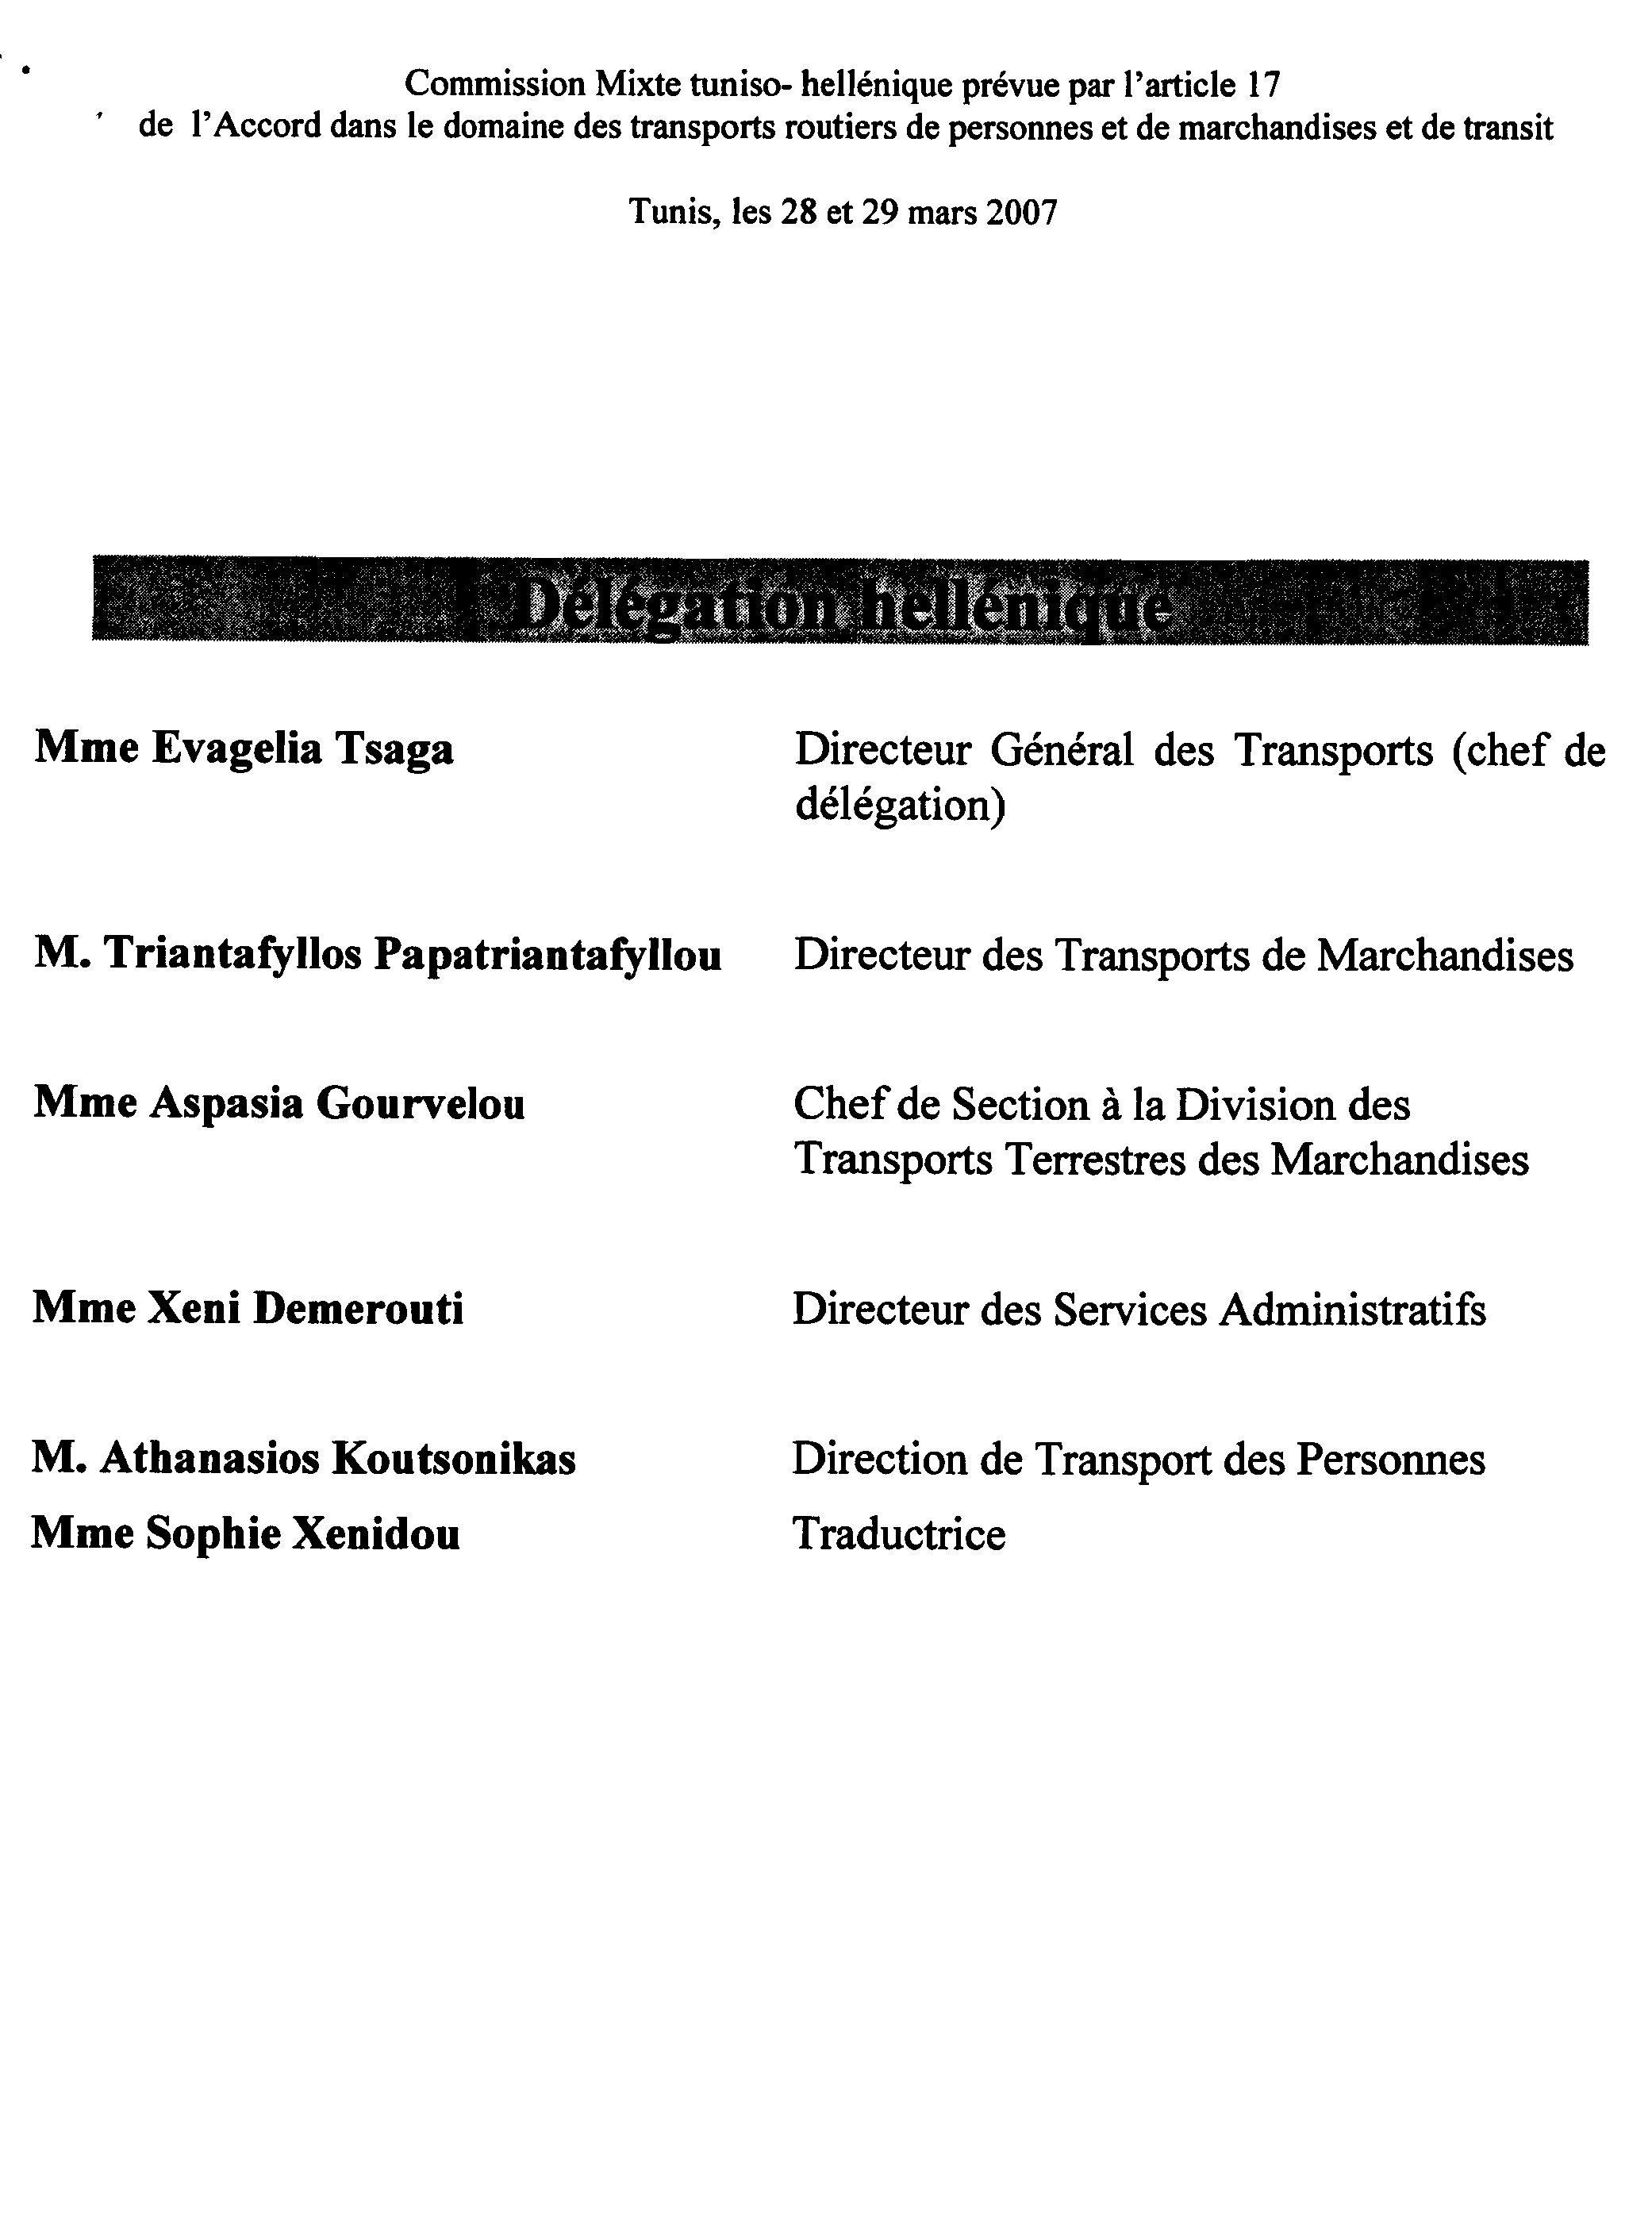 Commission Mixte tuniso- hellénique prévue par l'article 17
de l'Accord dans le domaine des transports routiers de personnes et de marchandises et de transit
Tunis, les 28 et 29 mars 2007
Délégation hellénique
Mme Evagelia Tsaga Directeur Général des Transports (chef de
délégation)
M. Triantafyllos Papatriantafyllou Directeur des Transports de Marchandises
Mme Aspasia Gourvelou Chef de Section à la Division des
Transports Terrestres des Marchandises
Mme Xeni Demerouti Directeur des Services Administratifs
M. Athanasios Koutsonikas Direction de Transport des Personnes
Mme Sophie Xenidou Traductrice